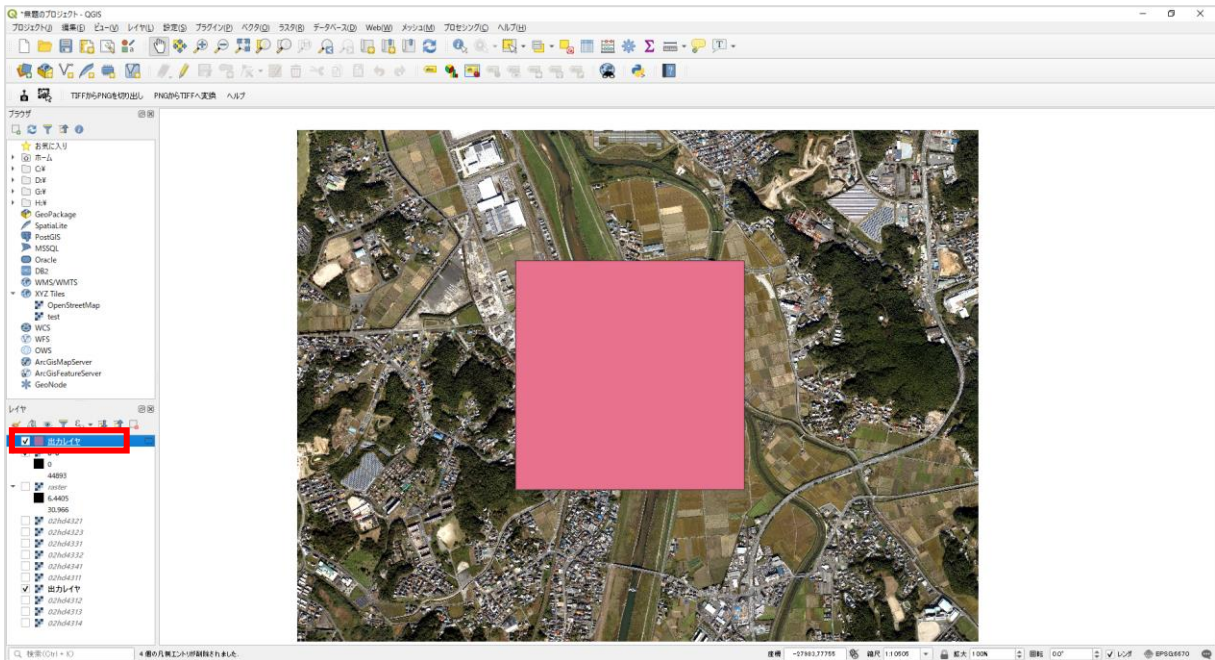 *無題のプロジェクト - QGIS
プロジェクト(J) 編集(E) ビュー(V) レイヤ(L) 設定(S) プラグイン(P) ベクタ(O) ラスタ(R) データベース(D) Web(W) メッシュ(M) プロセシング(C) ヘルプ(H)
TIFFからPNGを切り出し PNGからTIFFへ変換 ヘルプ
ブラウザ
お気に入り
ホーム
C:¥
D:¥
G:¥
H:¥
GeoPackage
SpatiaLite
PostGIS
MSSQL
Oracle
DB2
WMS/WMTS
XYZ Tiles
OpenStreetMap
test
WCS
WFS
OWS
ArcGisMapServer
ArcGisFeatureServer
GeoNode
レイヤ
出力レイヤ
0
44893
raster
6.4405
30.966
02hd4321
02hd4323
02hd4331
02hd4332
02hd4341
02hd4311
出力レイヤ
02hd4312
02hd4313
02hd4314
検索(Ctrl + K) 4 個の凡例エントリが削除されました. 座標 -27983,77755 縮尺 1:10505 拡大 100% 回転 0.0° レンダ EPSG:6670